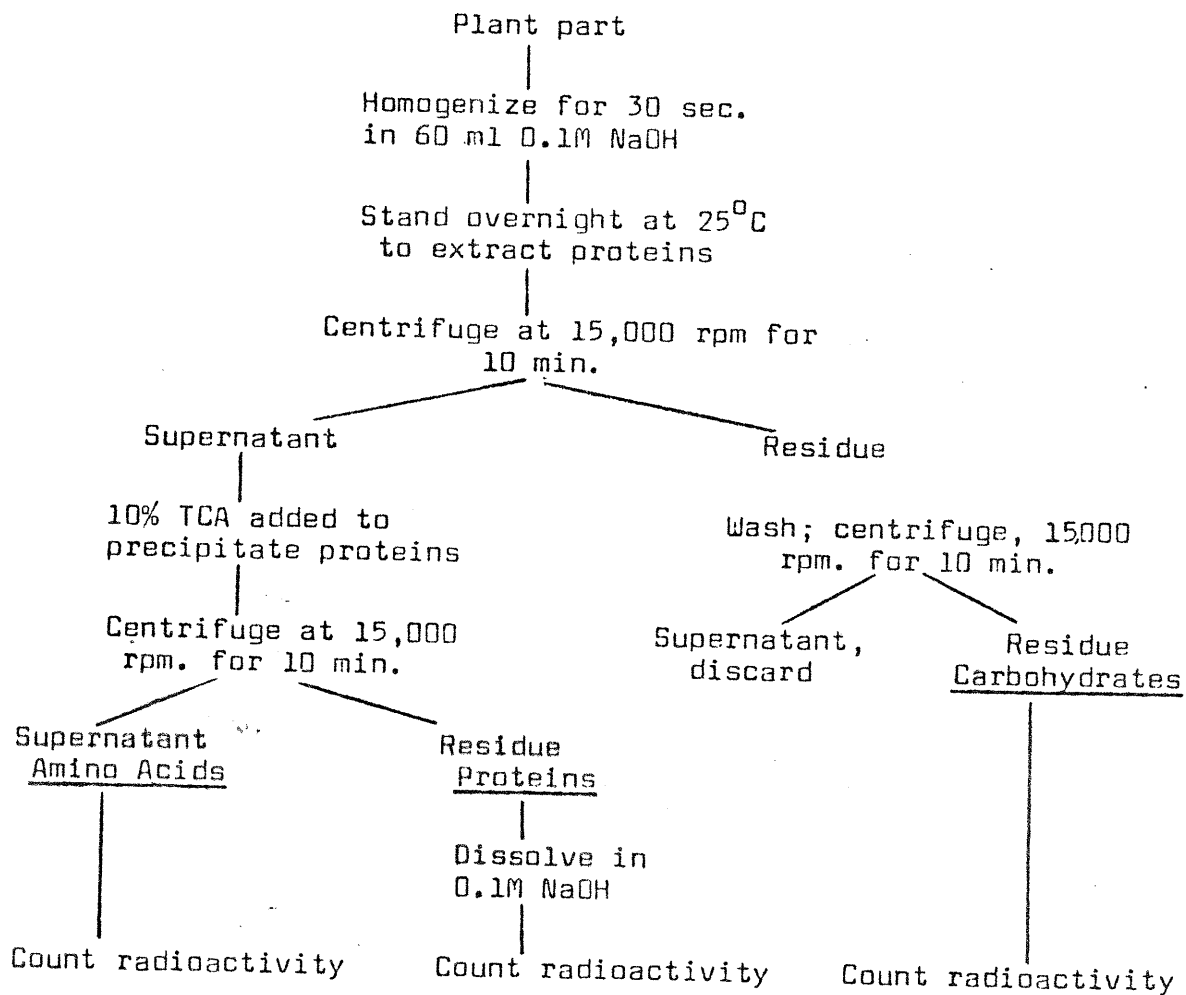 Plant part
Homogenize for 30 sec.
in 60 ml 0.1M NaOH
Stand overnight at 25°C
to extract proteins
Centrifuge at 15,000 rpm for
10 min.
Supernatant
Residue
10% TCA added to
precipitate proteins
Wash; centrifuge, 15,000
rpm. for 10 min.
Centrifuge at 15,000
rpm. for 10 min.
Supernatant,
discard
Residue
Carbohydrates
Supernatant
Amino Acids
Residue
Proteins
Dissolve in
0.1M NaOH
Count radioactivity
Count radioactivity
Count radioactivity